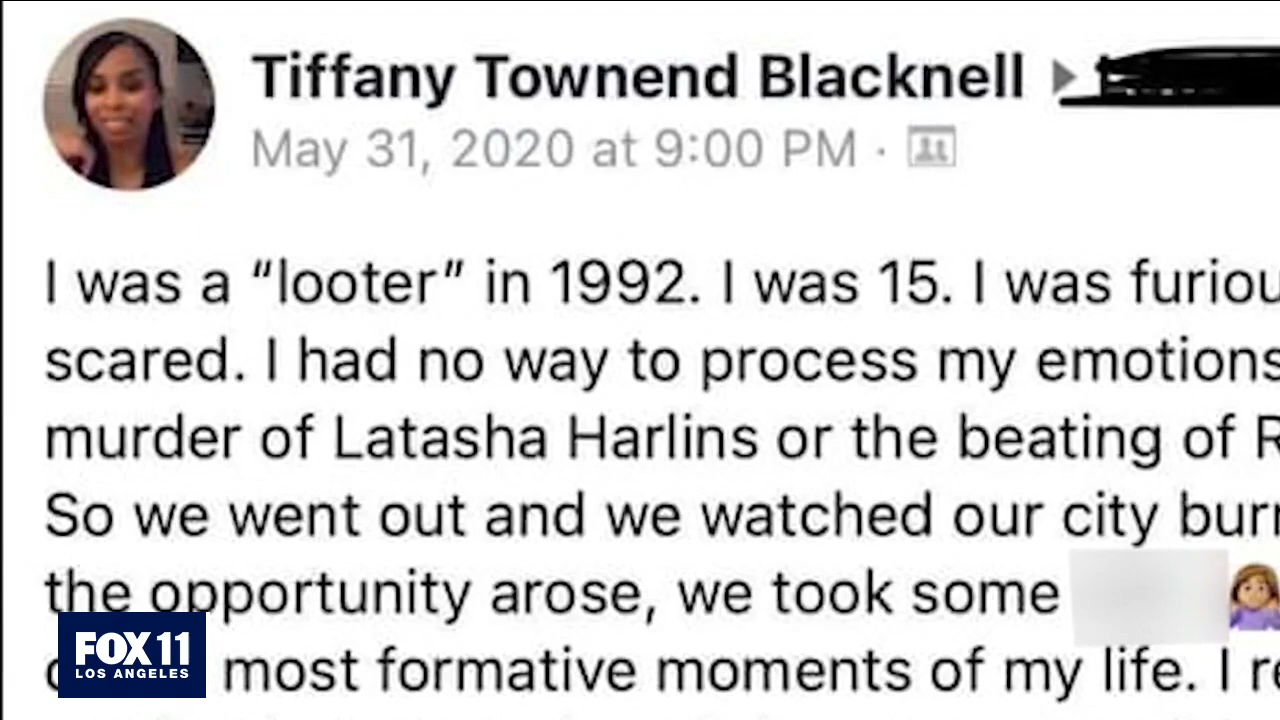 Tiffany Townend Blacknell
May 31, 2020 at 9:00 PM ·
I was a “looter” in 1992. I was 15. I was furiou
scared. I had no way to process my emotions
murder of Latasha Harlins or the beating of R
So we went out and we watched our city burn
the opportunity arose, we took some
most formative moments of my life. I re
FOX 11
LOS ANGELES